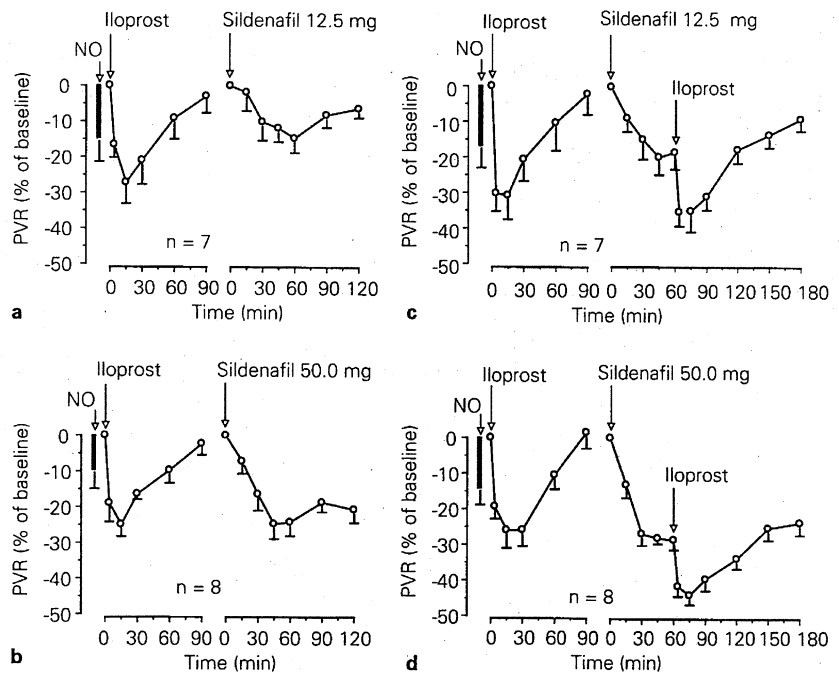 Iloprost Sildenafil 12.5 mg
NO
0
-10
-20
-30
-40
-50
PVR (% of baseline)
n = 7
0 30 60 90 0 30 60 90 120
Time (min)
a
Iloprost Sildenafil 12.5 mg
NO
Iloprost
0
-10
-20
-30
-40
-50
PVR (% of baseline)
n = 7
0 30 60 90 0 30 60 90 120 150 180
Time (min)
c
Iloprost Sildenafil 50.0 mg
NO
0
-10
-20
-30
-40
-50
PVR (% of baseline)
n = 8
0 30 60 90 0 30 60 90 120
Time (min)
b
Iloprost Sildenafil 50.0 mg
NO
Iloprost
0
-10
-20
-30
-40
-50
PVR (% of baseline)
n = 8
0 30 60 90 0 30 60 90 120 150 180
Time (min)
d